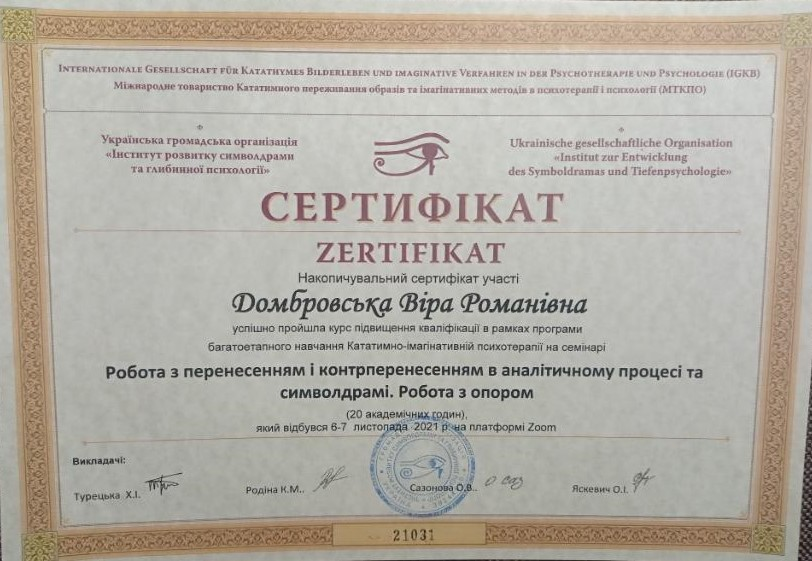 INTERNATIONALE GESELLSCHAFT FÜR KATATHYMES BILDERLEBEN UND IMAGINATIVE VERFAHREN IN DER PSYCHOTHERAPIE UND PSYCHOLOGIE (IGKB)
Міжнародне товариство Кататимного переживання образів та імагінативних методів в психотерапії і психології (МТКПО)
Українська громадська організація
«Інститут розвитку символдрами
та глибинної психології»
Ukrainische gesellschaftliche Organisation
«Institut zur Entwicklung
des Symboldramas und Tiefenpsychologie»
СЕРТИФІКАТ
ZERTIFIKAT
Накопичувальний сертифікат участі
Домбровська Віра Романівна
успішно пройшла курс підвищення кваліфікації в рамках програми
багатоетапного навчання Кататимно-імагінативній психотерапії на семінарі
Робота з перенесенням і контрперенесенням в аналітичному процесі та
символдрамі. Робота з опором
(20 академічних годин),
який відбувся 6-7 листопада 2021 р. на платформі Zoom
Викладачі:
Турецька Х.І.
Родіна К.М..
Сазонова О.В..
Яскевич О.І.
21031